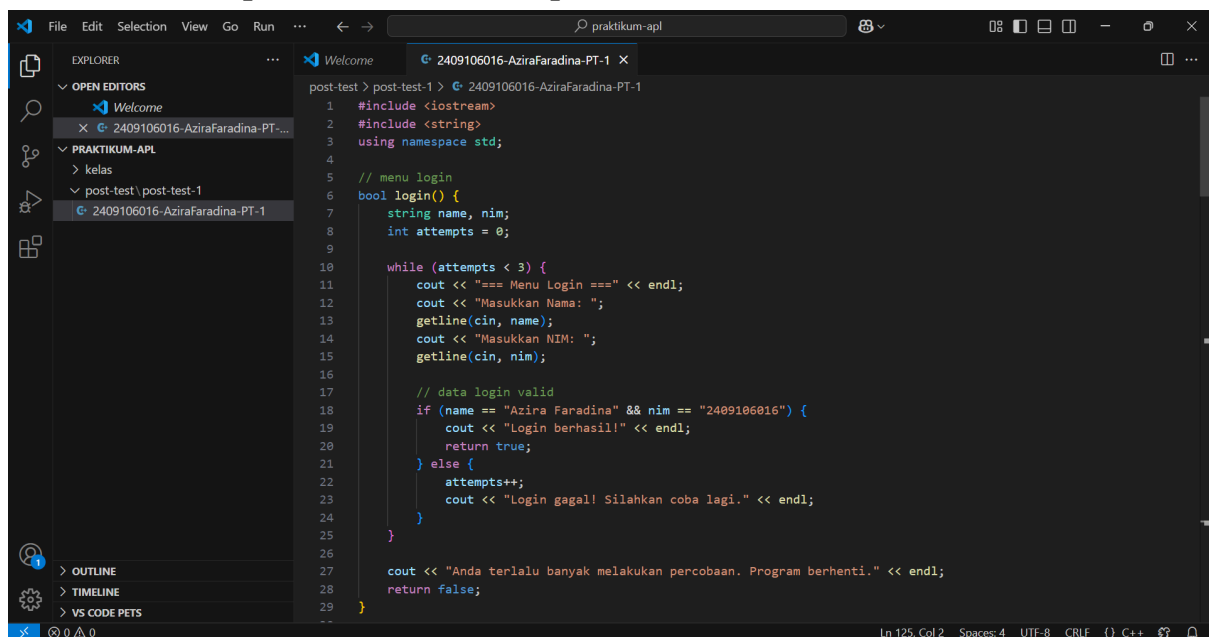 File Edit Selection View Go Run ··· praktikum-apl
EXPLORER ···
OPEN EDITORS
Welcome
2409106016-AziraFaradina-PT-...
PRAKTIKUM-APL
kelas
post-test\post-test-1
2409106016-AziraFaradina-PT-1
OUTLINE
TIMELINE
VS CODE PETS
Welcome 2409106016-AziraFaradina-PT-1
post-test > post-test-1 > 2409106016-AziraFaradina-PT-1
1 #include <iostream>
2 #include <string>
3 using namespace std;
4
5 // menu login
6 bool login() {
7     string name, nim;
8     int attempts = 0;
9
10     while (attempts < 3) {
11         cout << "=== Menu Login ===" << endl;
12         cout << "Masukkan Nama: ";
13         getline(cin, name);
14         cout << "Masukkan NIM: ";
15         getline(cin, nim);
16
17         // data login valid
18         if (name == "Azira Faradina" && nim == "2409106016") {
19             cout << "Login berhasil!" << endl;
20             return true;
21         } else {
22             attempts++;
23             cout << "Login gagal! Silahkan coba lagi." << endl;
24         }
25     }
26
27     cout << "Anda terlalu banyak melakukan percobaan. Program berhenti." << endl;
28     return false;
29 }
1
0 0 Ln 125, Col 2 Spaces: 4 UTF-8 CRLF {} C++